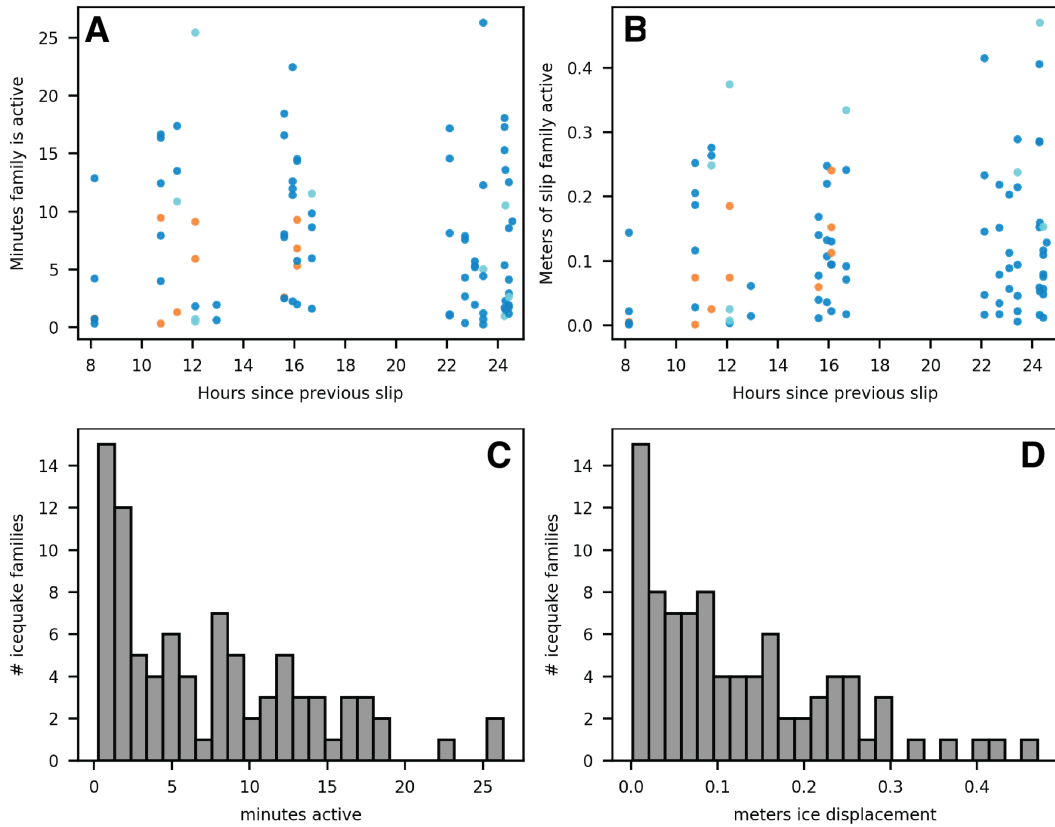 A
B
25
20
15
10
5
0
Minutes family is active
8 10 12 14 16 18 20 22 24
Hours since previous slip
0.4
0.3
0.2
0.1
0.0
Meters of slip family active
8 10 12 14 16 18 20 22 24
Hours since previous slip
C
D
14
12
10
8
6
4
2
0
# icequake families
0 5 10 15 20 25
minutes active
14
12
10
8
6
4
2
0
# icequake families
0.0 0.1 0.2 0.3 0.4
meters ice displacement